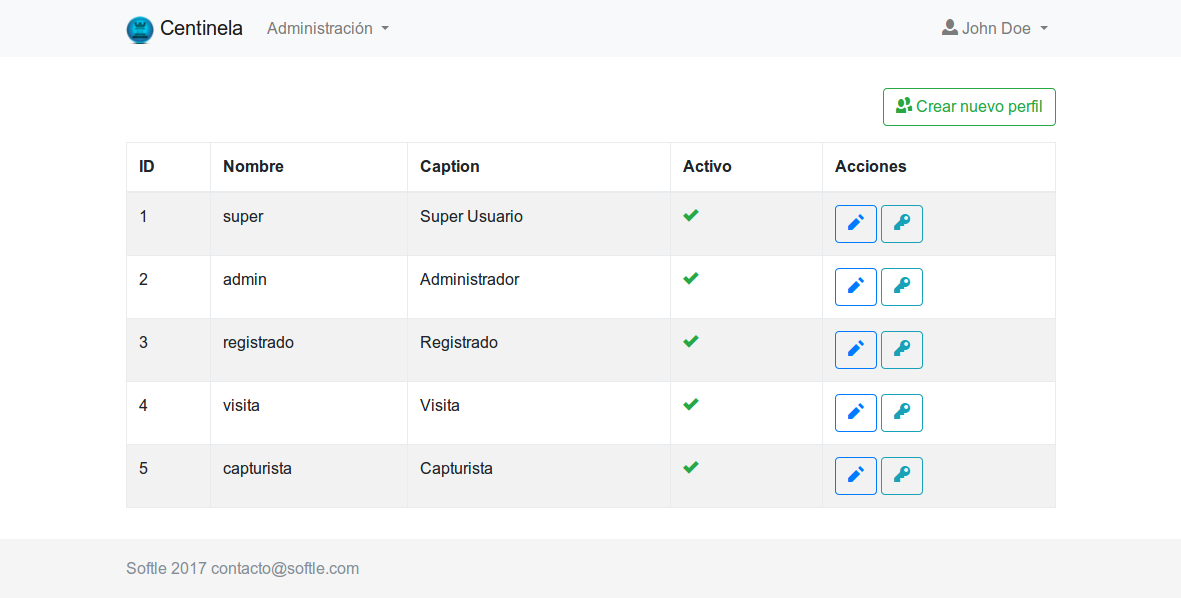 Centinela Administración John Doe
Crear nuevo perfil
ID Nombre Caption Activo Acciones
1 super Super Usuario
2 admin Administrador
3 registrado Registrado
4 visita Visita
5 capturista Capturista
Softle 2017 contacto@softle.com